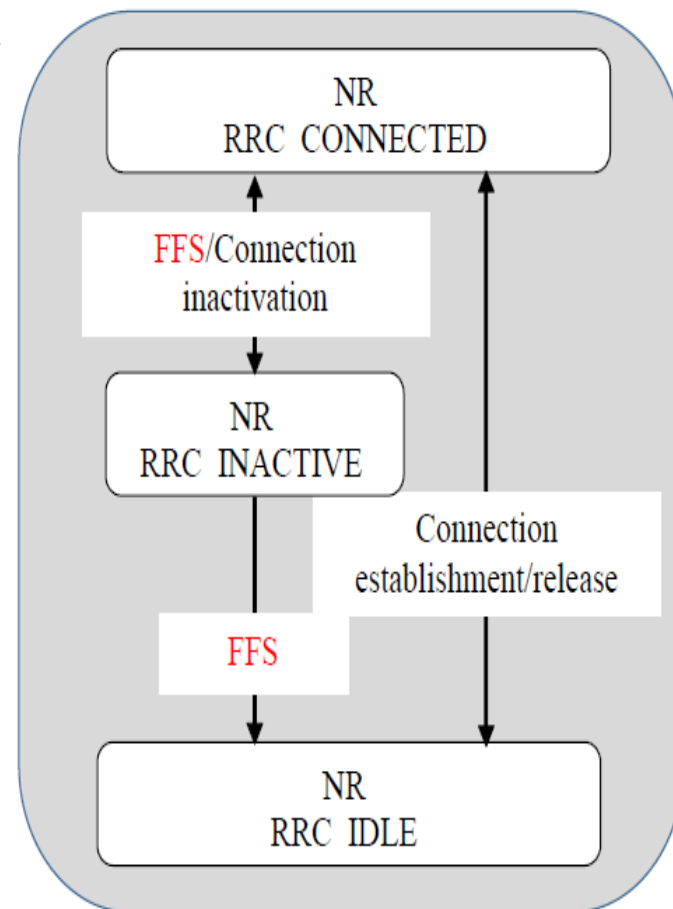 NR
RRC CONNECTED
FFS/Connection
inactivation
NR
RRC INACTIVE
Connection
establishment/release
FFS
NR
RRC IDLE